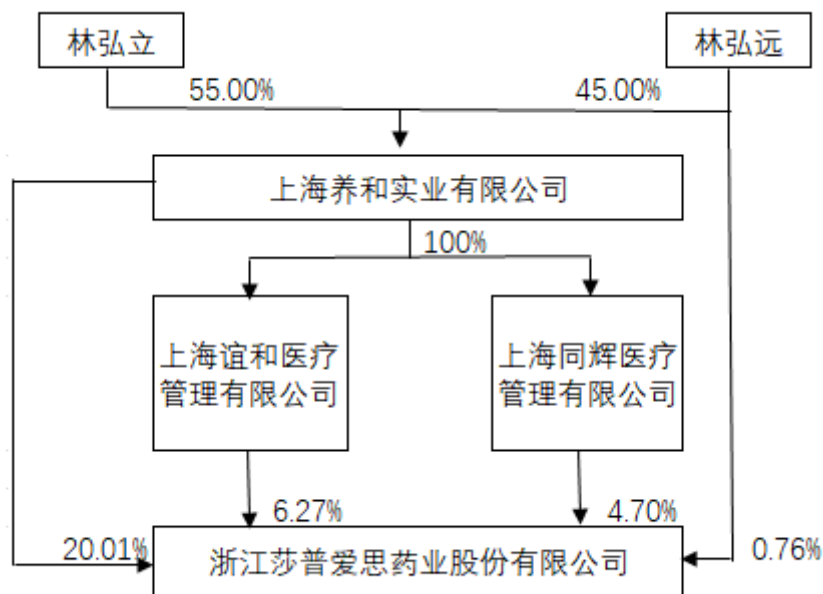 林弘立
林弘远
55.00%
45.00%
上海养和实业有限公司
100%
上海谊和医疗
管理有限公司
上海同辉医疗
管理有限公司
6.27%
4.70%
20.01%
浙江莎普爱思药业股份有限公司
0.76%